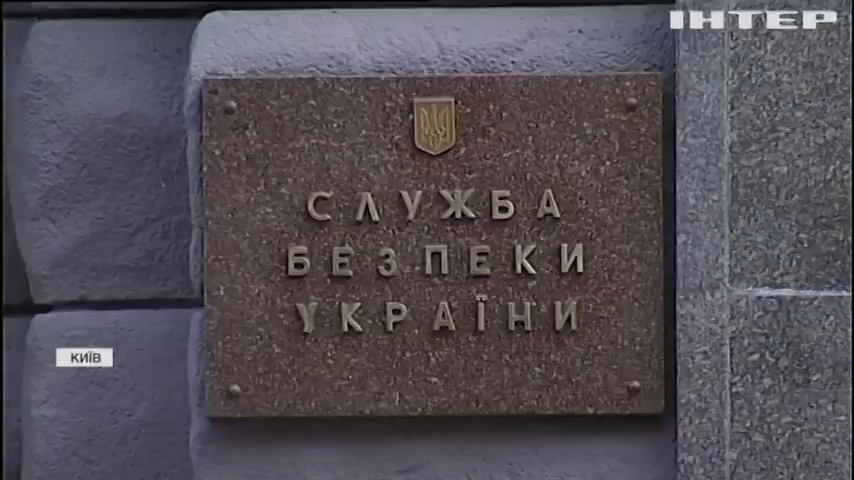 ІНТЕР
СЛУЖБА
БЕЗПЕКИ
УКРАЇНИ
КИЇВ